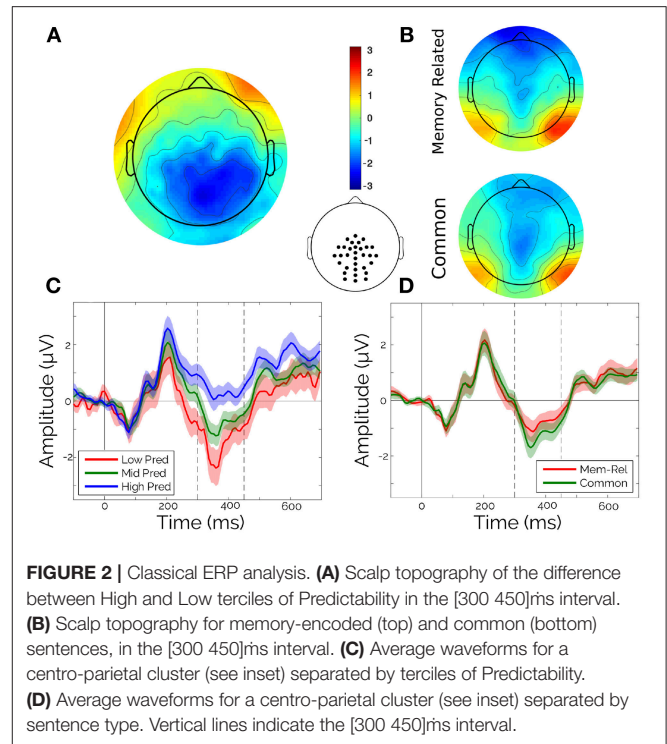 A
B
3
2
1
0
-1
-2
-3
Memory Related
Common
C
D
Amplitude (μV)
2
0
-2
Low Pred
Mid Pred
High Pred
0 200 400 600
Time (ms)
Amplitude (μV)
2
0
-2
Mem-Rel
Common
0 200 400 600
Time (ms)
FIGURE 2 | Classical ERP analysis. (A) Scalp topography of the difference
between High and Low terciles of Predictability in the [300 450]ṁs interval.
(B) Scalp topography for memory-encoded (top) and common (bottom)
sentences, in the [300 450]ṁs interval. (C) Average waveforms for a
centro-parietal cluster (see inset) separated by terciles of Predictability.
(D) Average waveforms for a centro-parietal cluster (see inset) separated by
sentence type. Vertical lines indicate the [300 450]ṁs interval.